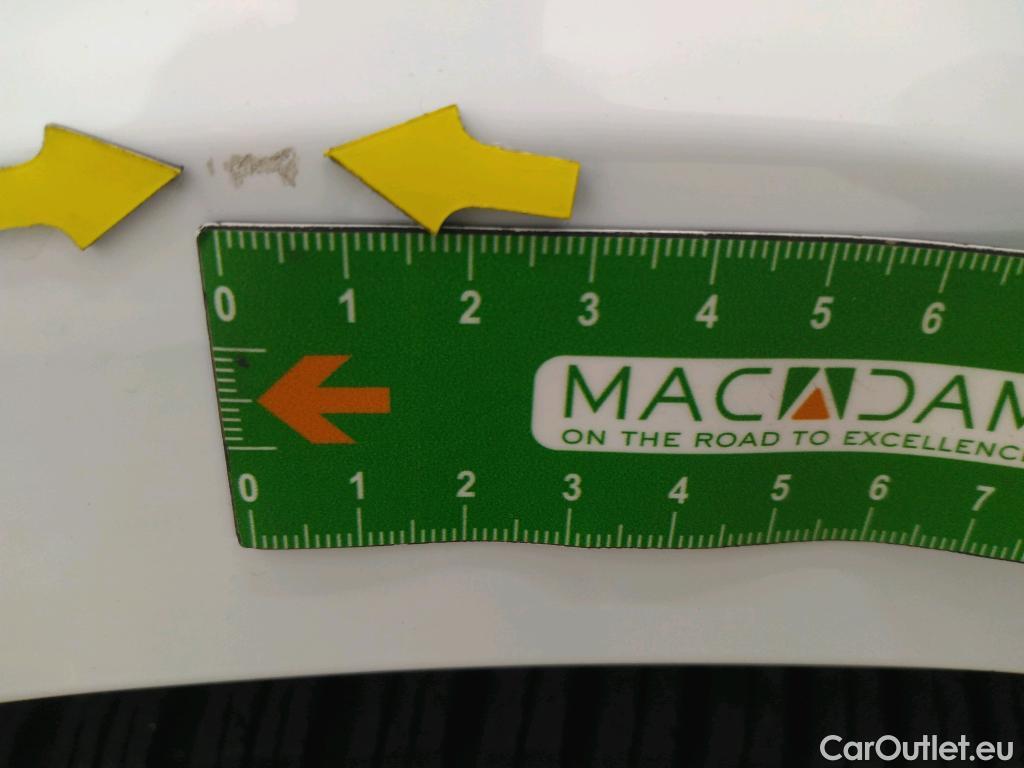 0 1 2 3 4 5 6
MACADAM
ON THE ROAD TO EXCELLENCE
0 1 2 3 4 5 6 7
CarOutlet.eu